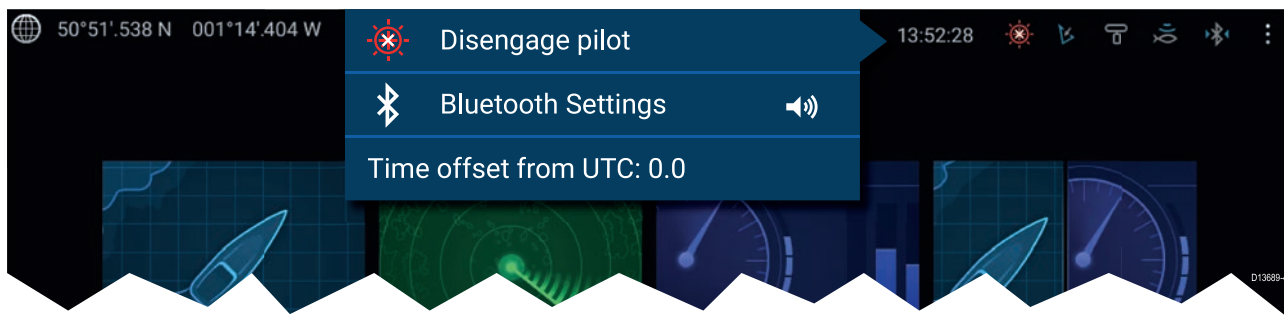 50°51'.538 N 001°14'.404 W
Disengage pilot
13:52:28
Bluetooth Settings
Time offset from UTC: 0.0